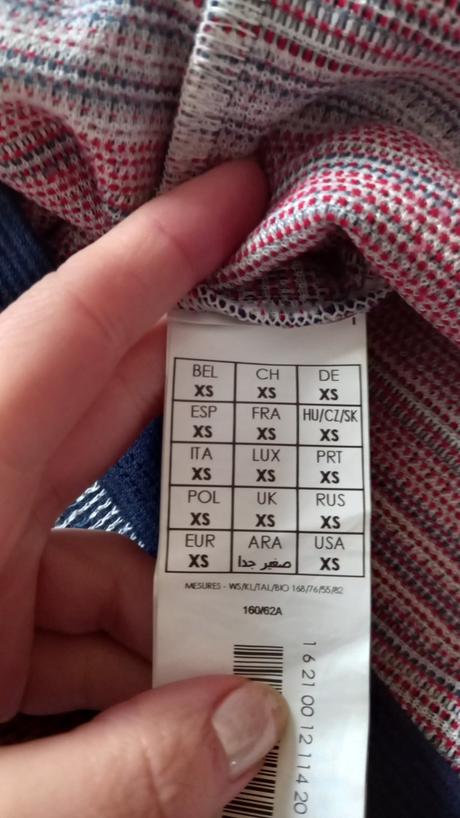 BEL CH DE
XS XS XS
ESP FRA HU/CZ/SK
XS XS XS
ITA LUX PRT
XS XS XS
POL UK RUS
XS XS XS
EUR ARA USA
XS صغير جدا XS
MESURES - WS/KL/TAL/BIO 168/76/55/82
160/62A
1 6 21 00 12 11 4 20